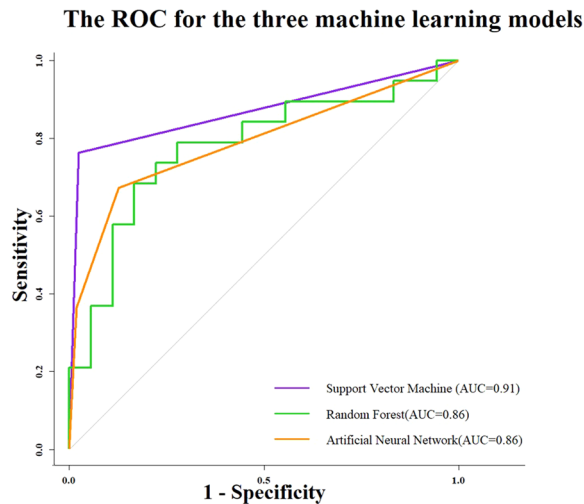 The ROC for the three machine learning models
1.0
0.8
0.6
0.4
0.2
0.0
Sensitivity
Support Vector Machine (AUC=0.91)
Random Forest(AUC=0.86)
Artificial Neural Network(AUC=0.86)
0.0
0.5
1.0
1 - Specificity